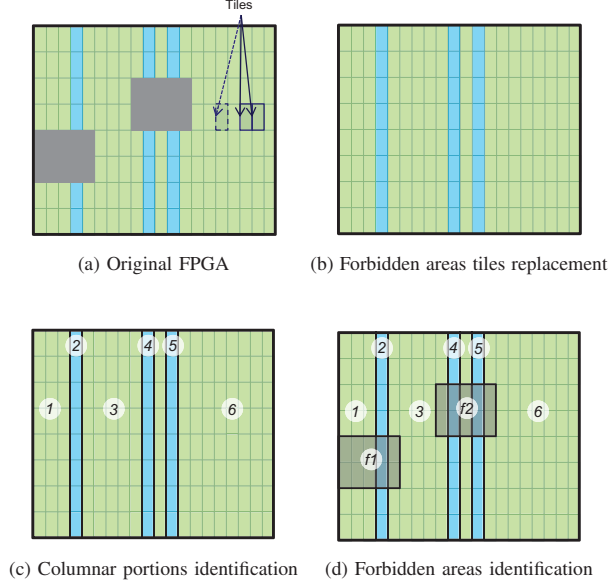 Tiles
(a) Original FPGA
(b) Forbidden areas tiles replacement
2 4 5
1 3 6
(c) Columnar portions identification
2 4 5
1 3 f2 6
f1
(d) Forbidden areas identification